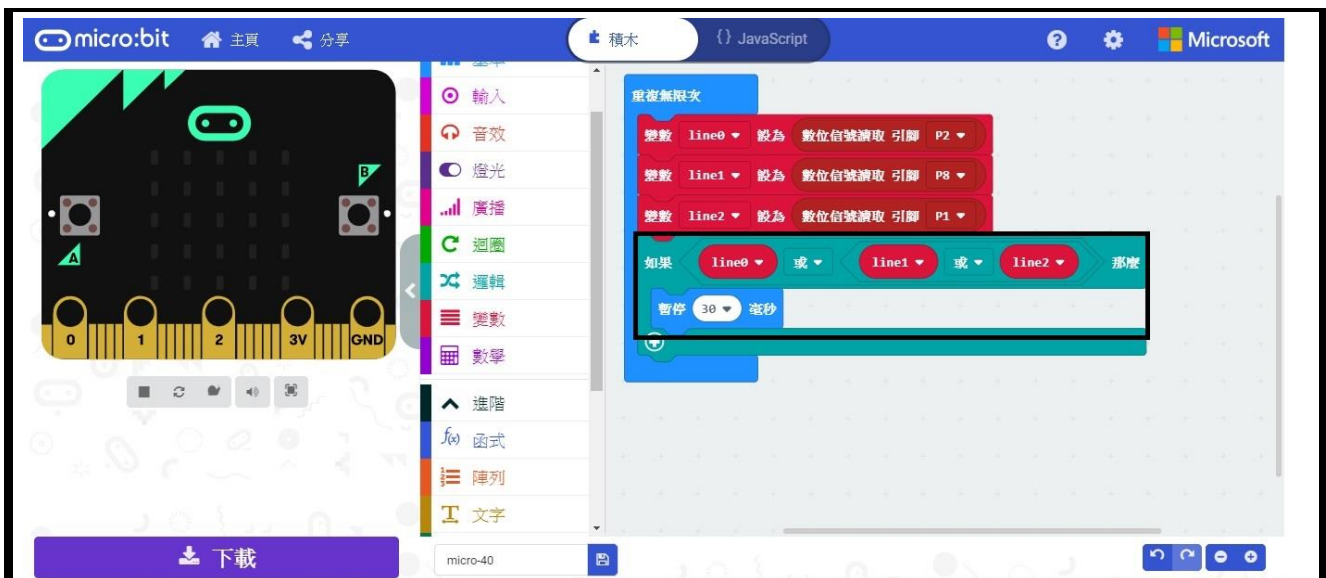 micro:bit 主頁 分享 積木 {} JavaScript ? Microsoft
輸入
音效
燈光
廣播
迴圈
邏輯
變數
數學
進階
f(x) 函式
陣列
文字
重複無限次
變數 line0 設為 數位信號讀取 引腳 P2
變數 line1 設為 數位信號讀取 引腳 P8
變數 line2 設為 數位信號讀取 引腳 P1
如果 line0 或 line1 或 line2 那麼
暫停 30 毫秒
B
A
0 1 2 3V GND
下載
micro-40